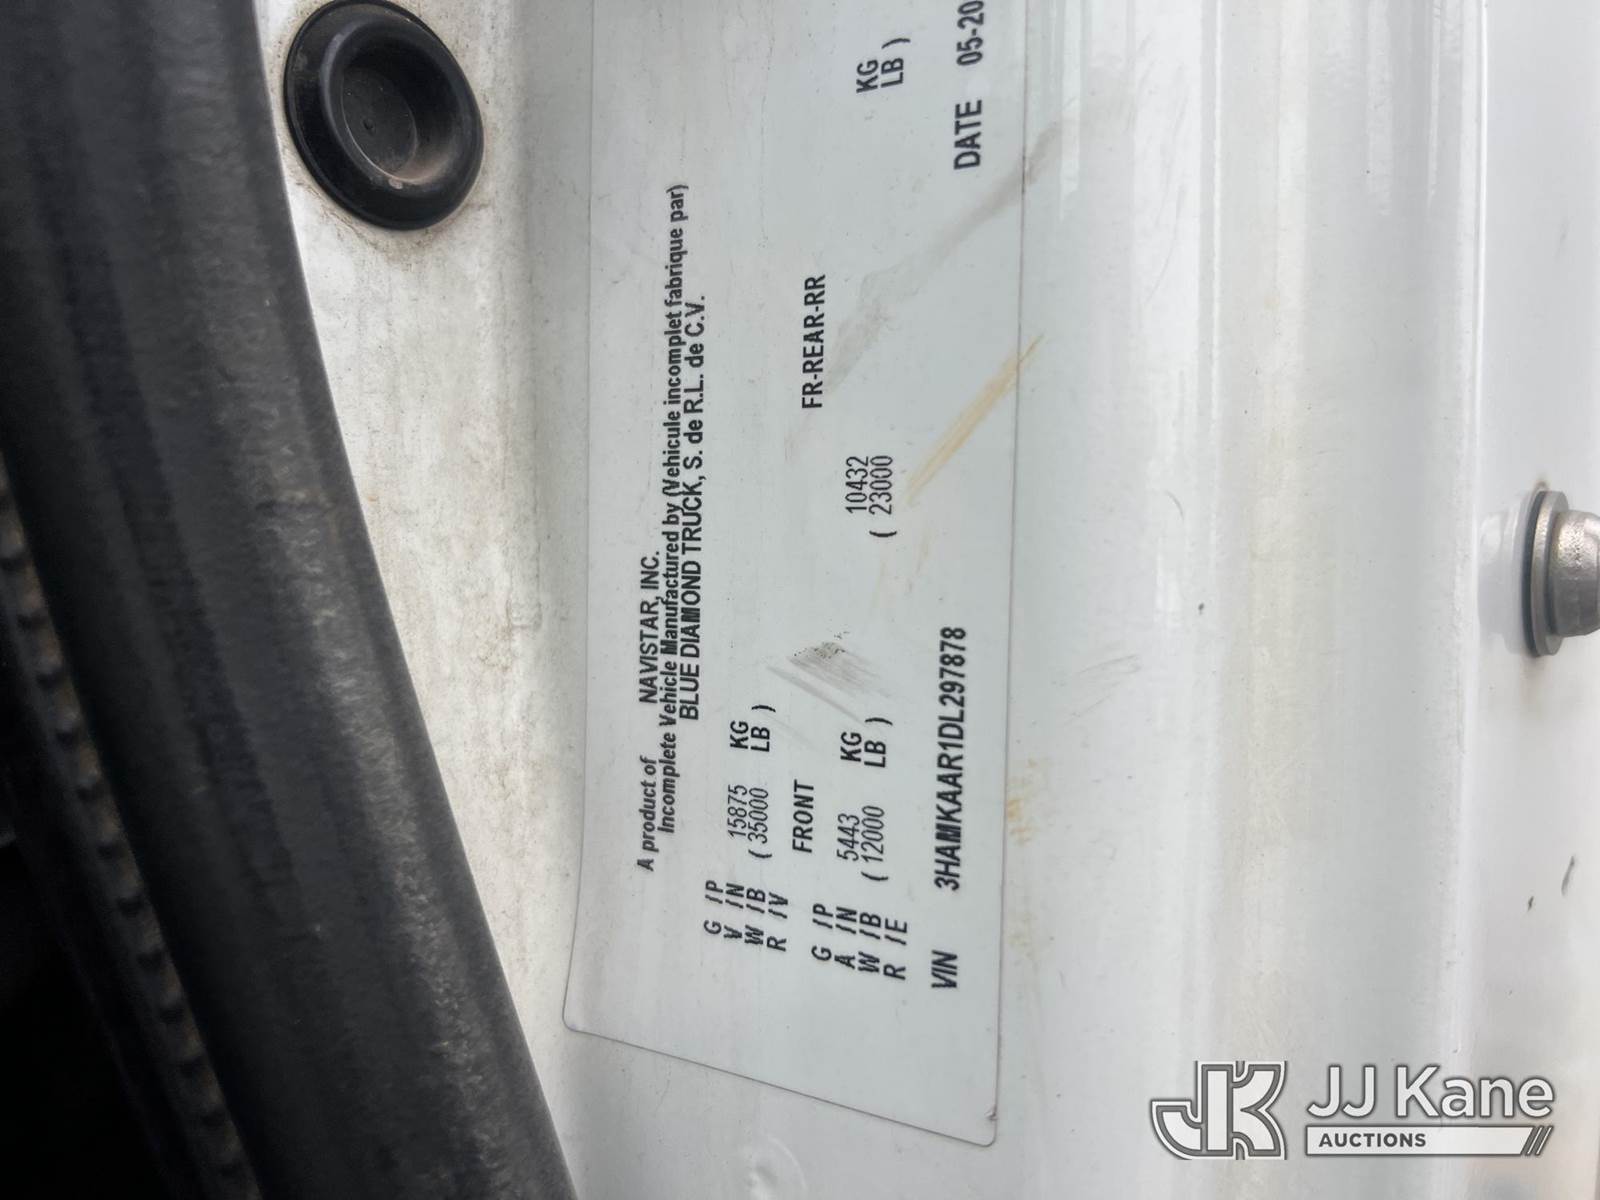 A product of NAVISTAR, INC.
Incomplete Vehicle Manufactured by (Vehicule incomplet fabrique par)
BLUE DIAMOND TRUCK, S. de R.L. de C.V.
G /P
V /N 15875 KG
W /B ( 35000 LB )
R /V
FRONT FR-REAR-RR
G /P
A /N 5443 KG 10432 KG
W /B ( 12000 LB ) ( 23000 LB )
R /E
VIN 3HAMKAAR1DL297878 DATE 05-20
JK JJ Kane
AUCTIONS